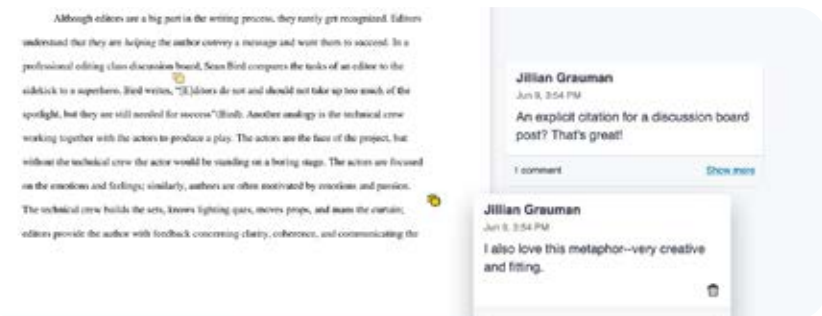 Although editors are a big part in the writing process, they rarely get recognized. Editors
understand that they are helping the author convey a message and want them to succeed. In a
professional editing class discussion board, Sean Bird compares the tasks of an editor to the
sidekick to a superhero. Bird writes, “[E]ditors do not and should not take up too much of the
spotlight, but they are still needed for success”(Bird). Another analogy is the technical crew
working together with the actors to produce a play. The actors are the face of the project, but
without the technical crew the actor would be standing on a boring stage. The actors are focused
on the emotions and feelings; similarly, authors are often motivated by emotions and passion.
The technical crew builds the sets, knows lighting ques, moves props, and mans the curtain;
editors provide the author with feedback concerning clarity, coherence, and communicating the
Jillian Grauman
Jun 9, 3:54 PM
An explicit citation for a discussion board
post? That's great!
1 comment
Show more
Jillian Grauman
Jun 9, 3:54 PM
I also love this metaphor--very creative
and fitting.